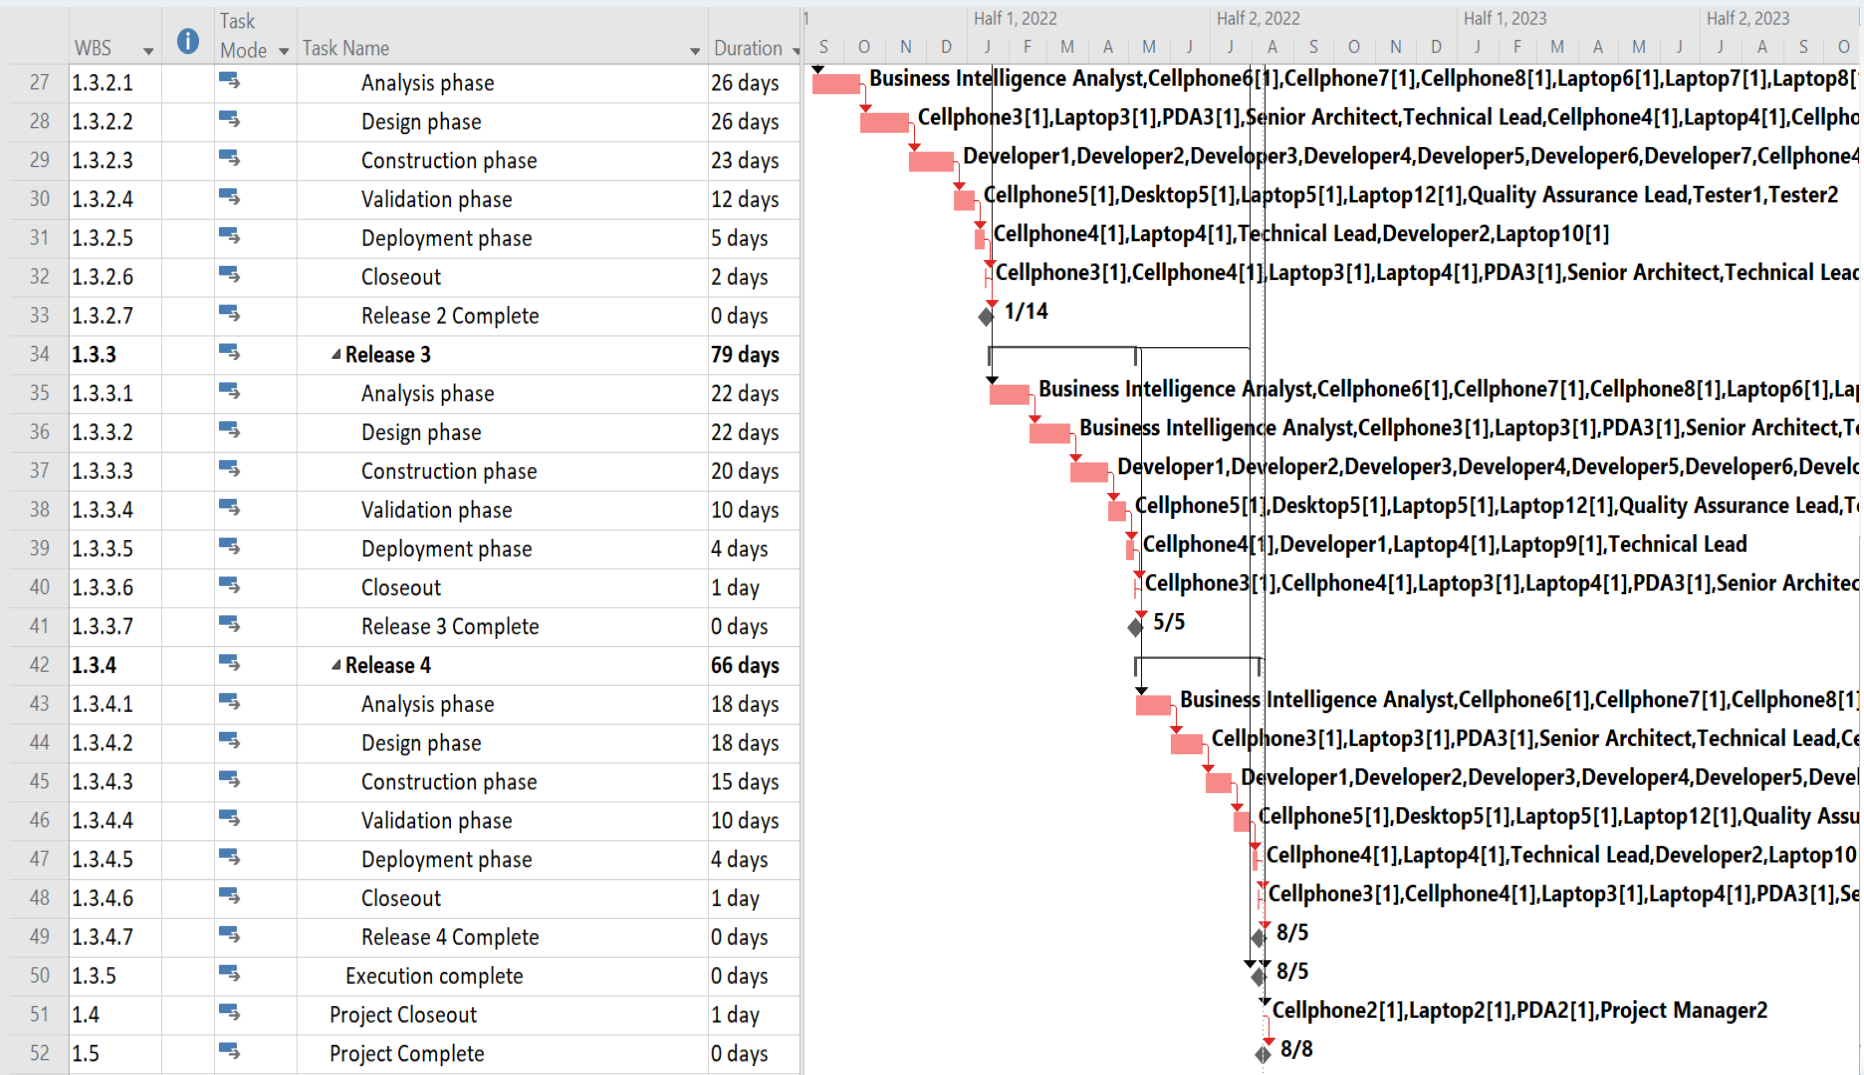 Task
1 Half 1, 2022 Half 2, 2022 Half 1, 2023 Half 2, 2023
WBS Mode Task Name Duration S O N D J F M A M J J A S O N D J F M A M J J A S O
27 1.3.2.1 Analysis phase 26 days Business Intelligence Analyst,Cellphone6[1],Cellphone7[1],Cellphone8[1],Laptop6[1],Laptop7[1],Laptop8[
28 1.3.2.2 Design phase 26 days Cellphone3[1],Laptop3[1],PDA3[1],Senior Architect,Technical Lead,Cellphone4[1],Laptop4[1],Cellpho
29 1.3.2.3 Construction phase 23 days Developer1,Developer2,Developer3,Developer4,Developer5,Developer6,Developer7,Cellphone4
30 1.3.2.4 Validation phase 12 days Cellphone5[1],Desktop5[1],Laptop5[1],Laptop12[1],Quality Assurance Lead,Tester1,Tester2
31 1.3.2.5 Deployment phase 5 days Cellphone4[1],Laptop4[1],Technical Lead,Developer2,Laptop10[1]
32 1.3.2.6 Closeout 2 days Cellphone3[1],Cellphone4[1],Laptop3[1],Laptop4[1],PDA3[1],Senior Architect,Technical Lead
33 1.3.2.7 Release 2 Complete 0 days 1/14
34 1.3.3 Release 3 79 days
35 1.3.3.1 Analysis phase 22 days Business Intelligence Analyst,Cellphone6[1],Cellphone7[1],Cellphone8[1],Laptop6[1],Lap
36 1.3.3.2 Design phase 22 days Business Intelligence Analyst,Cellphone3[1],Laptop3[1],PDA3[1],Senior Architect,Te
37 1.3.3.3 Construction phase 20 days Developer1,Developer2,Developer3,Developer4,Developer5,Developer6,Develo
38 1.3.3.4 Validation phase 10 days Cellphone5[1],Desktop5[1],Laptop5[1],Laptop12[1],Quality Assurance Lead,Te
39 1.3.3.5 Deployment phase 4 days Cellphone4[1],Developer1,Laptop4[1],Laptop9[1],Technical Lead
40 1.3.3.6 Closeout 1 day Cellphone3[1],Cellphone4[1],Laptop3[1],Laptop4[1],PDA3[1],Senior Architec
41 1.3.3.7 Release 3 Complete 0 days 5/5
42 1.3.4 Release 4 66 days
43 1.3.4.1 Analysis phase 18 days Business Intelligence Analyst,Cellphone6[1],Cellphone7[1],Cellphone8[1]
44 1.3.4.2 Design phase 18 days Cellphone3[1],Laptop3[1],PDA3[1],Senior Architect,Technical Lead,Ce
45 1.3.4.3 Construction phase 15 days Developer1,Developer2,Developer3,Developer4,Developer5,Devel
46 1.3.4.4 Validation phase 10 days Cellphone5[1],Desktop5[1],Laptop5[1],Laptop12[1],Quality Assu
47 1.3.4.5 Deployment phase 4 days Cellphone4[1],Laptop4[1],Technical Lead,Developer2,Laptop10
48 1.3.4.6 Closeout 1 day Cellphone3[1],Cellphone4[1],Laptop3[1],Laptop4[1],PDA3[1],Se
49 1.3.4.7 Release 4 Complete 0 days 8/5
50 1.3.5 Execution complete 0 days 8/5
51 1.4 Project Closeout 1 day Cellphone2[1],Laptop2[1],PDA2[1],Project Manager2
52 1.5 Project Complete 0 days 8/8